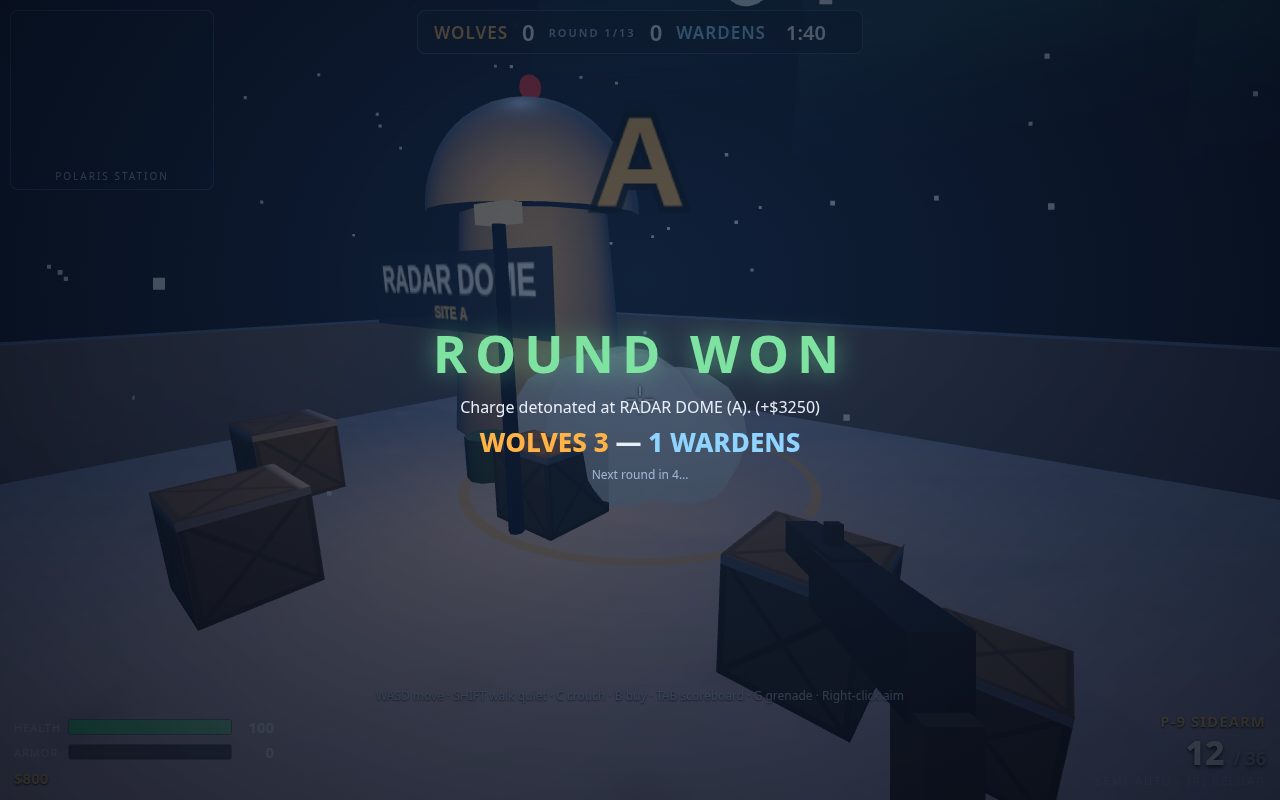 WOLVES 0 ROUND 1/13 0 WARDENS 1:40
A
POLARIS STATION
RADAR DOME
SITE A
ROUND WON
Charge detonated at RADAR DOME (A). (+$3250)
WOLVES 3 — 1 WARDENS
Next round in 4...
WASD move · SHIFT walk quiet · C crouch · B buy · TAB scoreboard · G grenade · Right-click aim
HEALTH 100
ARMOR 0
$800
P-9 SIDEARM
12 / 36